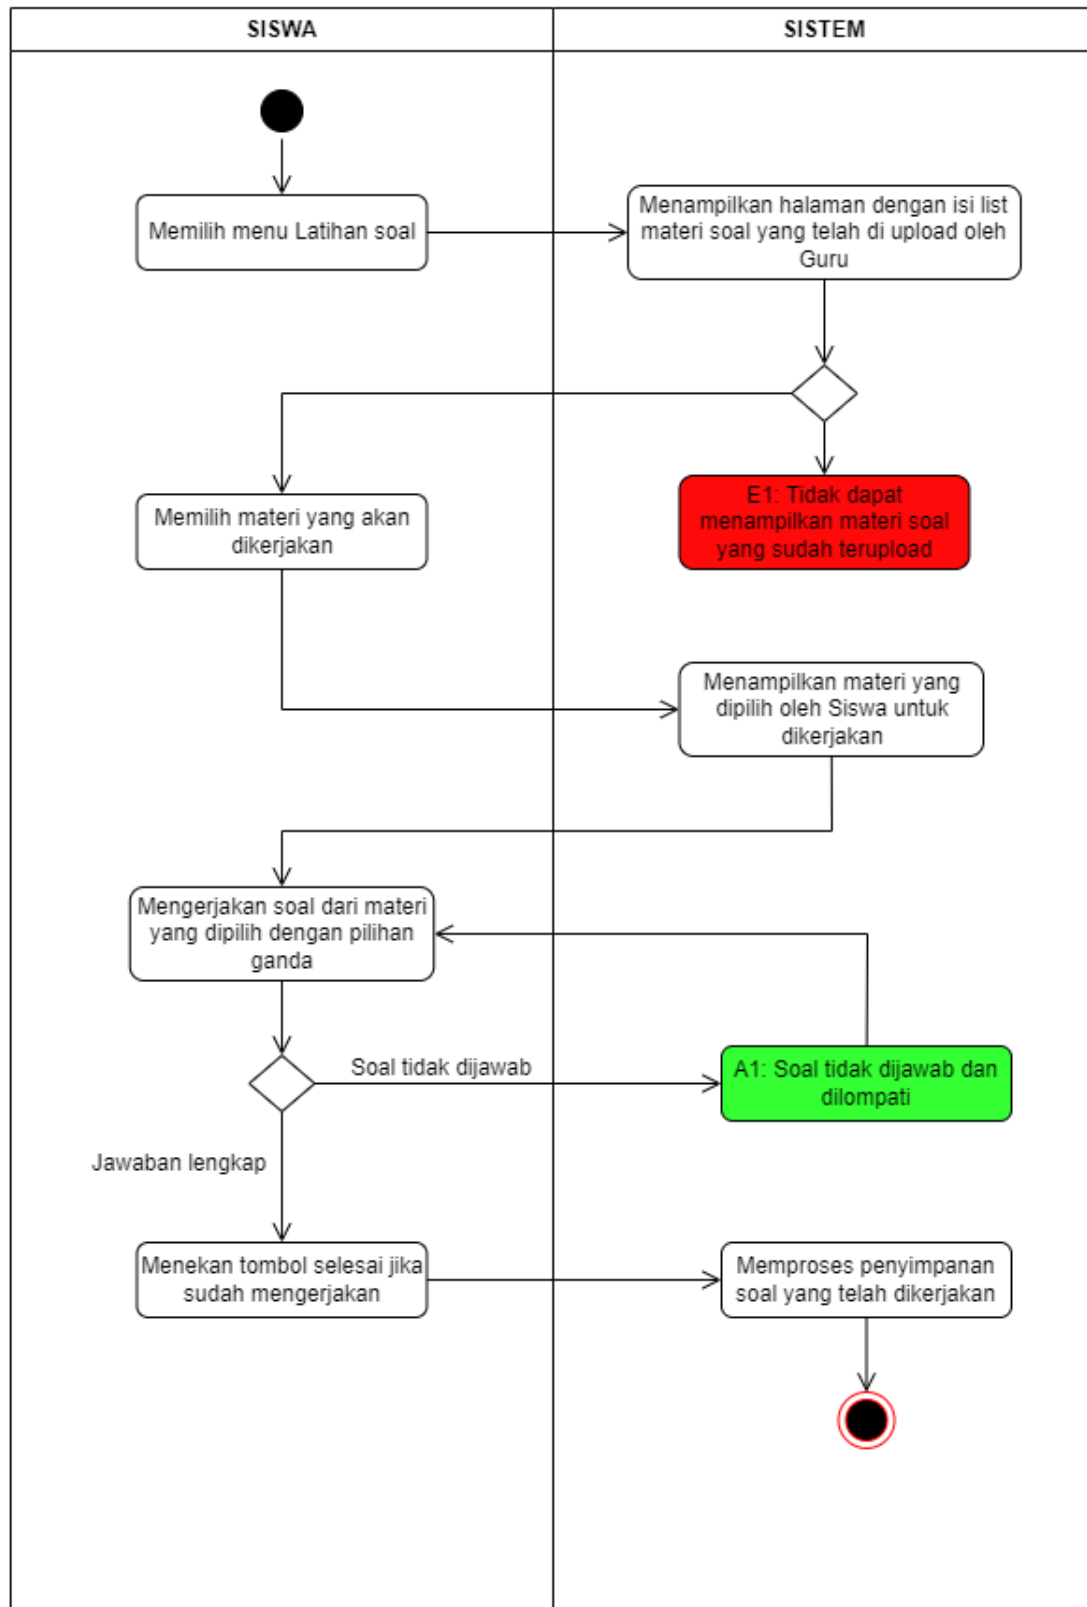 SISWA
SISTEM
Memilih menu Latihan soal
Menampilkan halaman dengan isi list
materi soal yang telah di upload oleh
Guru
E1: Tidak dapat
menampilkan materi soal
yang sudah terupload
Memilih materi yang akan
dikerjakan
Menampilkan materi yang
dipilih oleh Siswa untuk
dikerjakan
Mengerjakan soal dari materi
yang dipilih dengan pilihan
ganda
Soal tidak dijawab
A1: Soal tidak dijawab dan
dilompati
Jawaban lengkap
Menekan tombol selesai jika
sudah mengerjakan
Memproses penyimpanan
soal yang telah dikerjakan